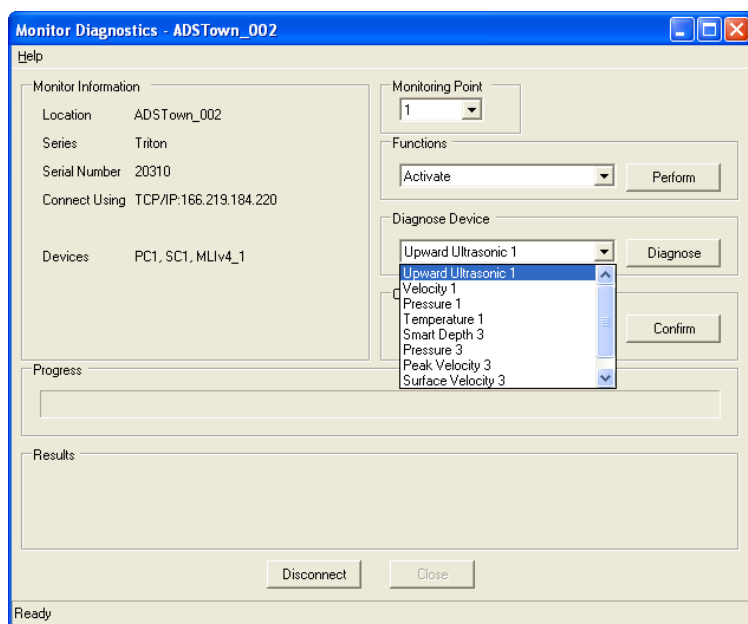 Monitor Diagnostics - ADSTown_002
Help
Monitor Information
Location ADSTown_002
Series Triton
Serial Number 20310
Connect Using TCP/IP:166.219.184.220
Devices PC1, SC1, MLIv4_1
Monitoring Point
1
Functions
Activate
Perform
Diagnose Device
Upward Ultrasonic 1
Diagnose
Upward Ultrasonic 1
Velocity 1
Pressure 1
Temperature 1
Smart Depth 3
Pressure 3
Peak Velocity 3
Surface Velocity 3
Confirm
Progress
Results
Disconnect
Close
Ready